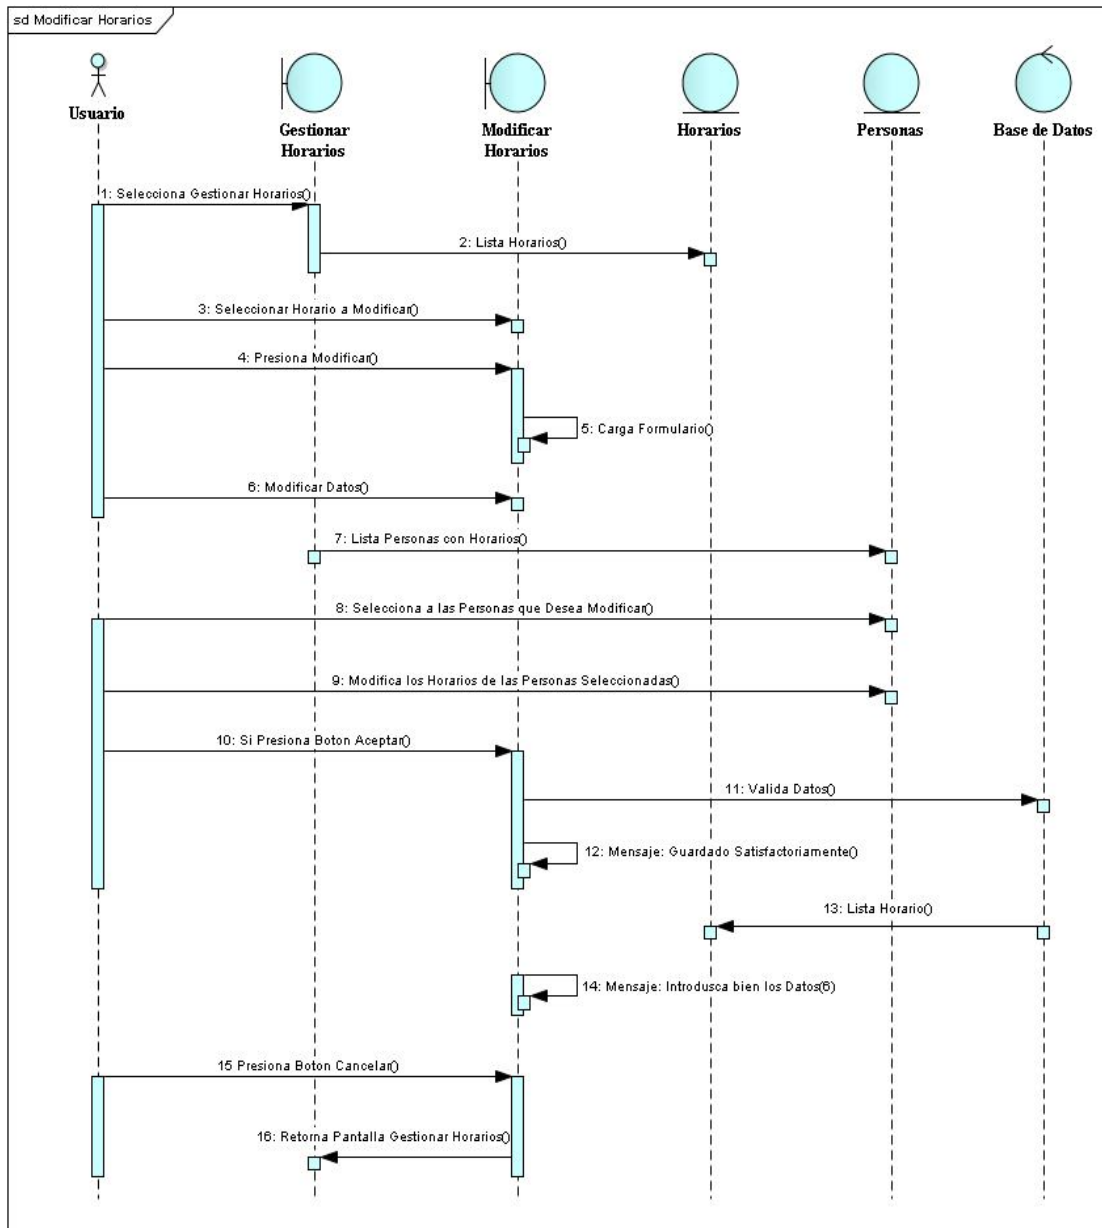 sd Modificar Horarios
Usuario
Gestionar
Horarios
Modificar
Horarios
Horarios
Personas
Base de Datos
1: Selecciona Gestionar Horarios()
2: Lista Horarios()
3: Seleccionar Horario a Modificar()
4: Presiona Modificar()
5: Carga Formulario()
6: Modificar Datos()
7: Lista Personas con Horarios()
8: Selecciona a las Personas que Desea Modificar()
9: Modifica los Horarios de las Personas Seleccionadas()
10: Si Presiona Boton Aceptar()
11: Valida Datos()
12: Mensaje: Guardado Satisfactoriamente()
13: Lista Horario()
14: Mensaje: Introdusca bien los Datos(6)
15 Presiona Boton Cancelar()
16: Retorna Pantalla Gestionar Horarios()